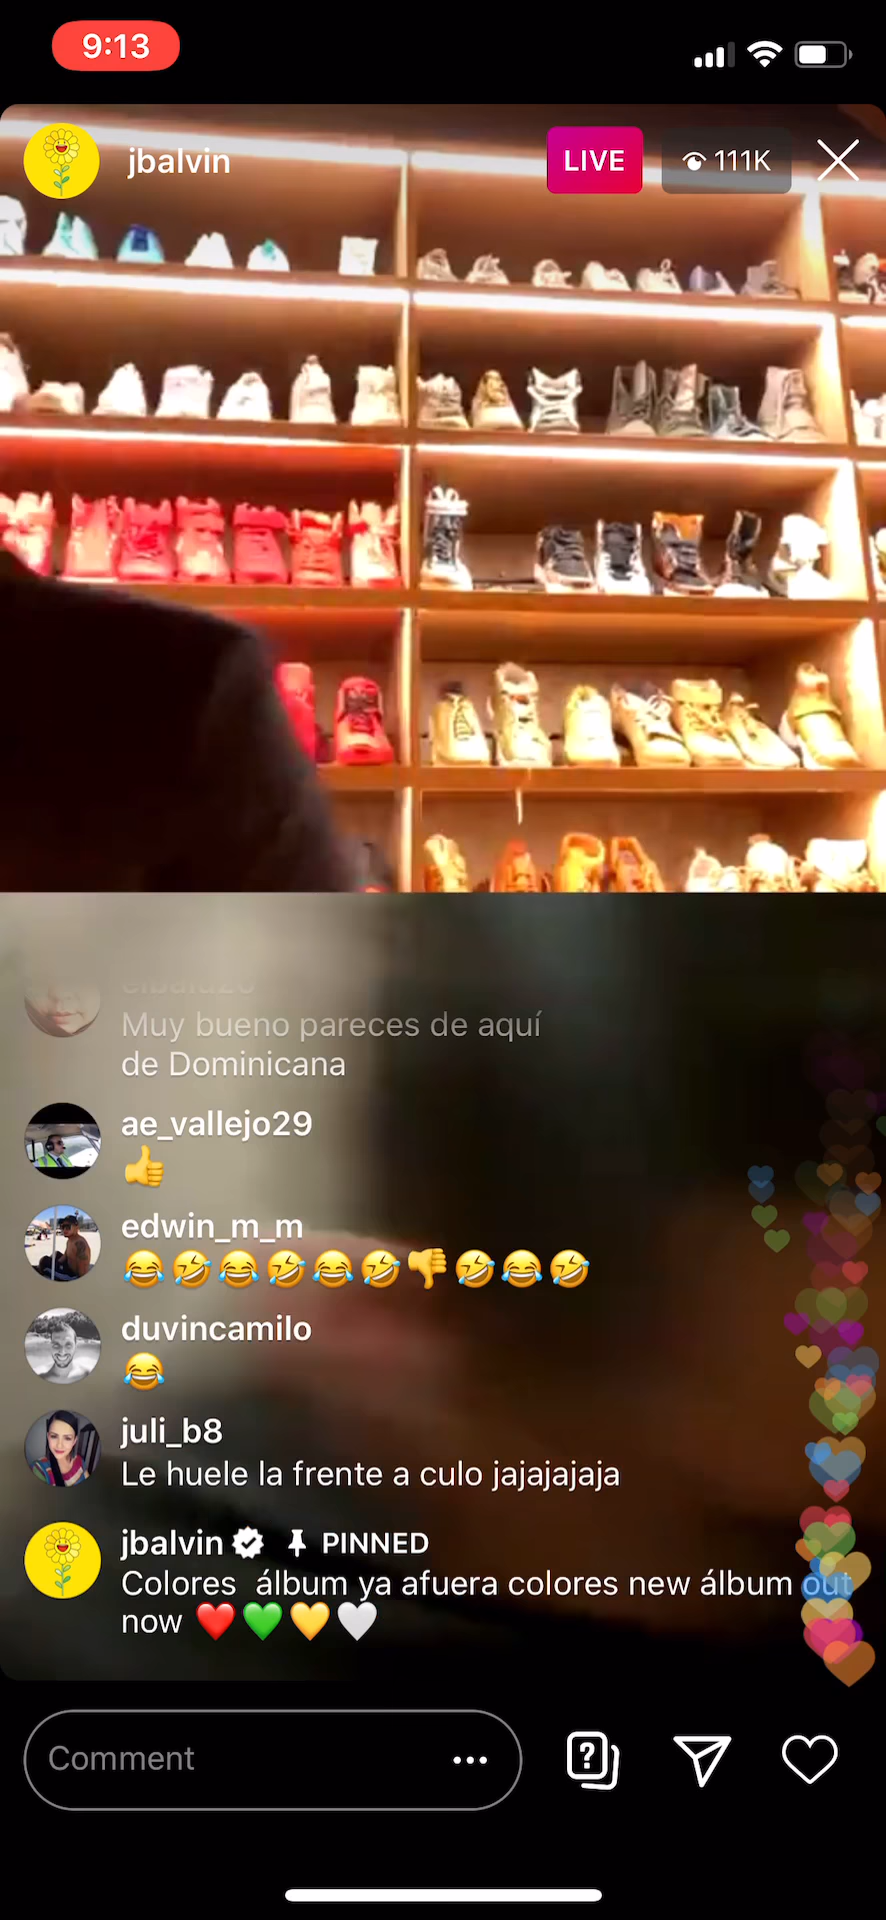 9:13
jbalvin
LIVE
111K
elbalu20
Muy bueno pareces de aquí
de Dominicana
ae_vallejo29
👍
edwin_m_m
😂🤣😂🤣😂🤣👎🤣😂🤣
duvincamilo
😂
juli_b8
Le huele la frente a culo jajajajaja
jbalvin PINNED
Colores álbum ya afuera colores new álbum out
now ❤️💚💛🤍
Comment